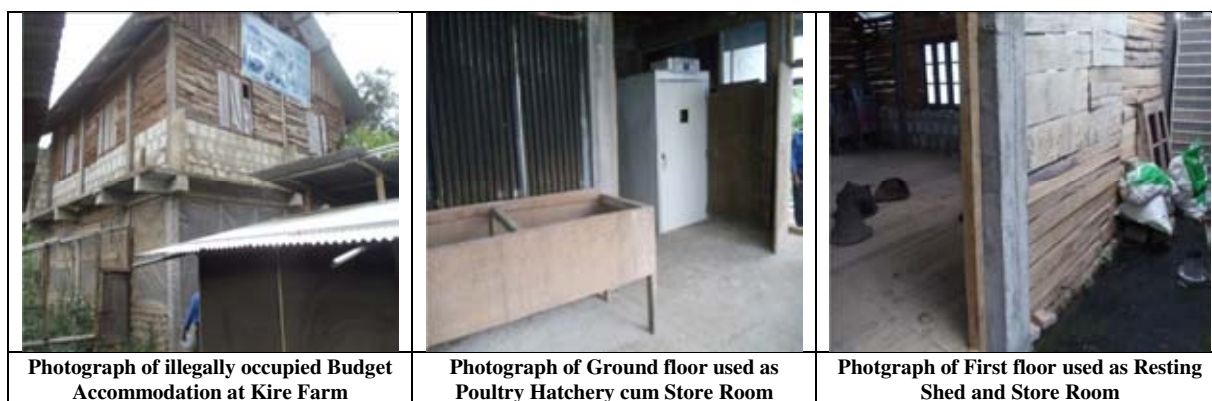 Photograph of illegally occupied Budget
Accommodation at Kire Farm
Photograph of Ground floor used as
Poultry Hatchery cum Store Room
Photgraph of First floor used as Resting
Shed and Store Room